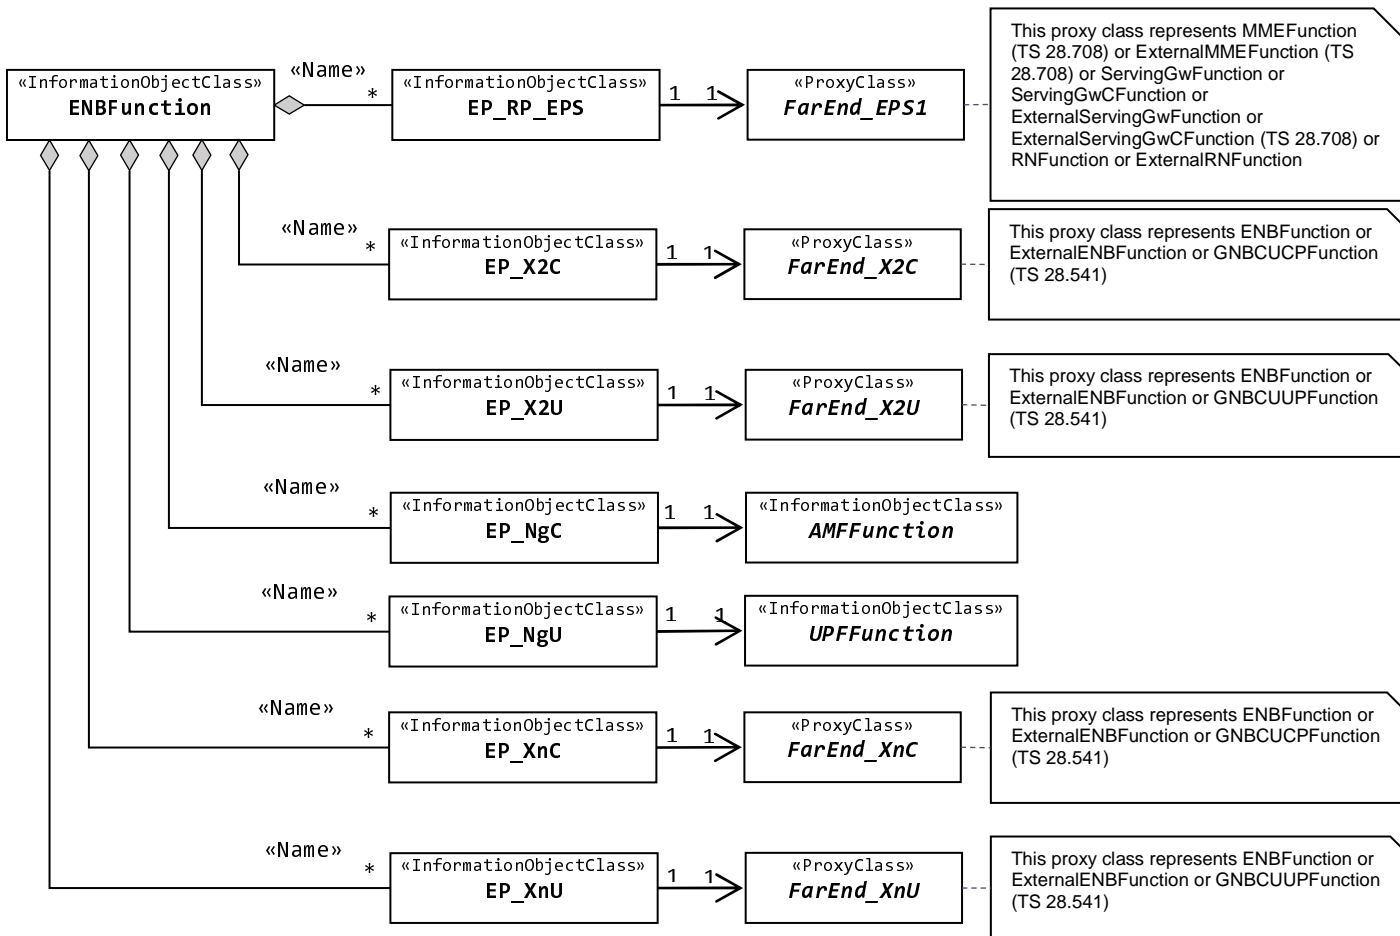 «InformationObjectClass»
ENBFunction
«Name»
*
«InformationObjectClass»
EP_RP_EPS
1
1
«ProxyClass»
FarEnd_EPS1
This proxy class represents MMEFunction
(TS 28.708) or ExternalMMEFunction (TS
28.708) or ServingGwFunction or
ServingGwCFunction or
ExternalServingGwFunction or
ExternalServingGwCFunction (TS 28.708) or
RNFunction or ExternalRNFunction
«Name»
*
«InformationObjectClass»
EP_X2C
1
1
«ProxyClass»
FarEnd_X2C
This proxy class represents ENBFunction or
ExternalENBFunction or GNBCUCPFunction
(TS 28.541)
«Name»
*
«InformationObjectClass»
EP_X2U
1
1
«ProxyClass»
FarEnd_X2U
This proxy class represents ENBFunction or
ExternalENBFunction or GNBCUUPFunction
(TS 28.541)
«Name»
*
«InformationObjectClass»
EP_NgC
1
1
«InformationObjectClass»
AMFFunction
«Name»
*
«InformationObjectClass»
EP_NgU
1
1
«InformationObjectClass»
UPFFunction
«Name»
*
«InformationObjectClass»
EP_XnC
1
1
«ProxyClass»
FarEnd_XnC
This proxy class represents ENBFunction or
ExternalENBFunction or GNBCUCPFunction
(TS 28.541)
«Name»
*
«InformationObjectClass»
EP_XnU
1
1
«ProxyClass»
FarEnd_XnU
This proxy class represents ENBFunction or
ExternalENBFunction or GNBCUUPFunction
(TS 28.541)